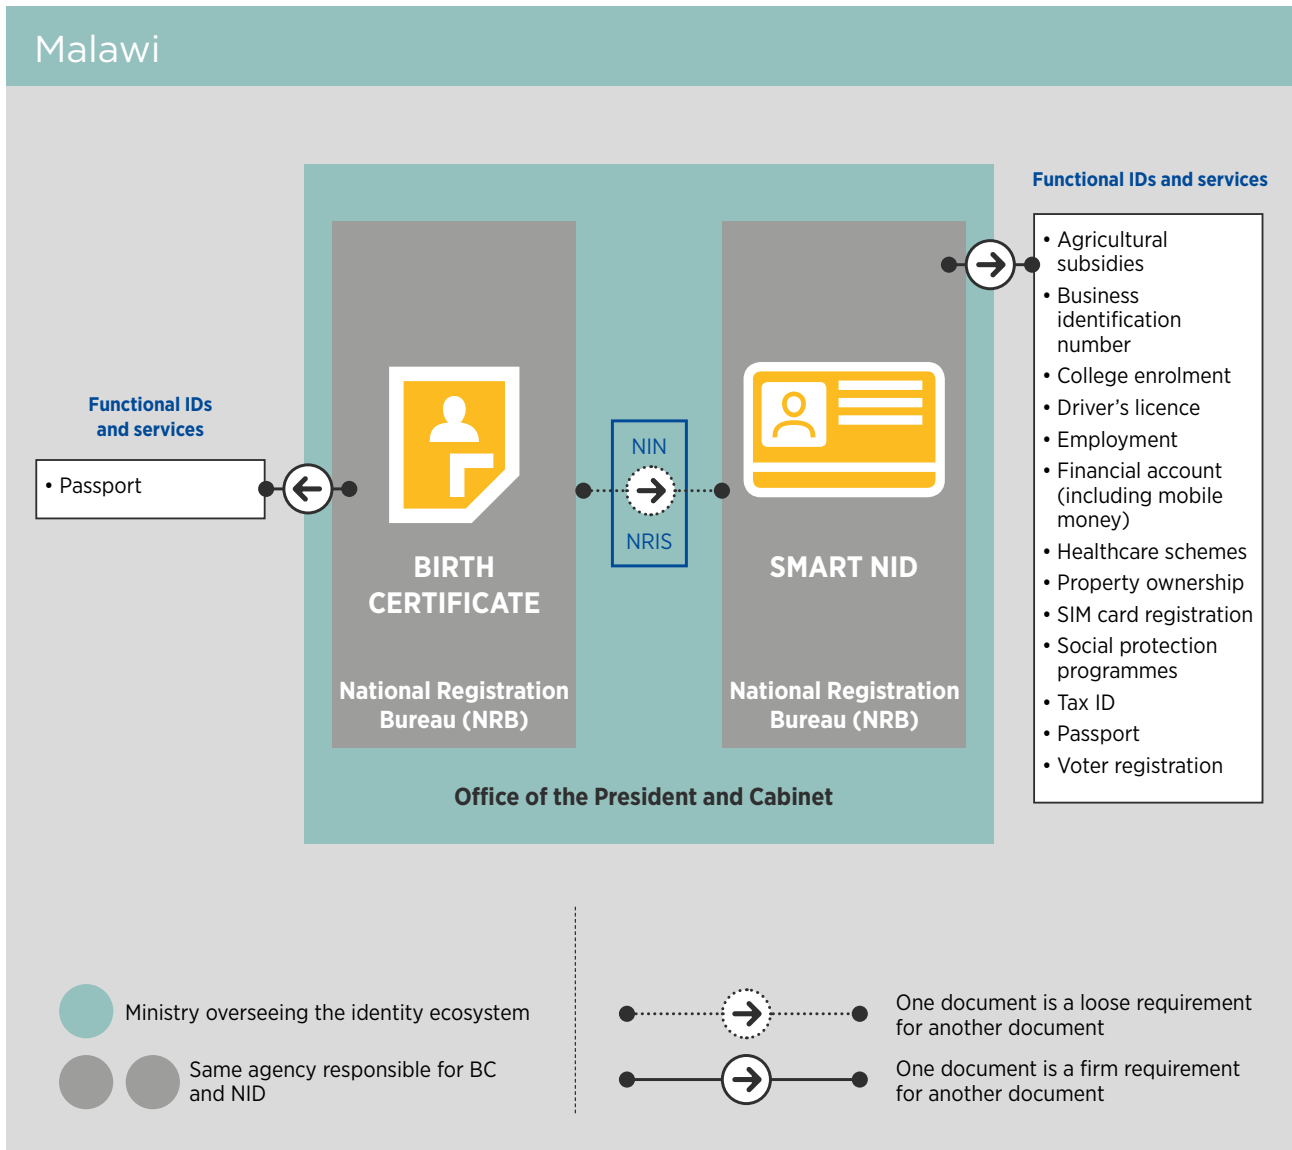 Malawi
Functional IDs
and services
• Passport
BIRTH
CERTIFICATE
National Registration
Bureau (NRB)
NIN
NRIS
SMART NID
National Registration
Bureau (NRB)
Office of the President and Cabinet
Functional IDs and services
• Agricultural
subsidies
• Business
identification
number
• College enrolment
• Driver’s licence
• Employment
• Financial account
(including mobile
money)
• Healthcare schemes
• Property ownership
• SIM card registration
• Social protection
programmes
• Tax ID
• Passport
• Voter registration
Ministry overseeing the identity ecosystem
Same agency responsible for BC
and NID
One document is a loose requirement
for another document
One document is a firm requirement
for another document